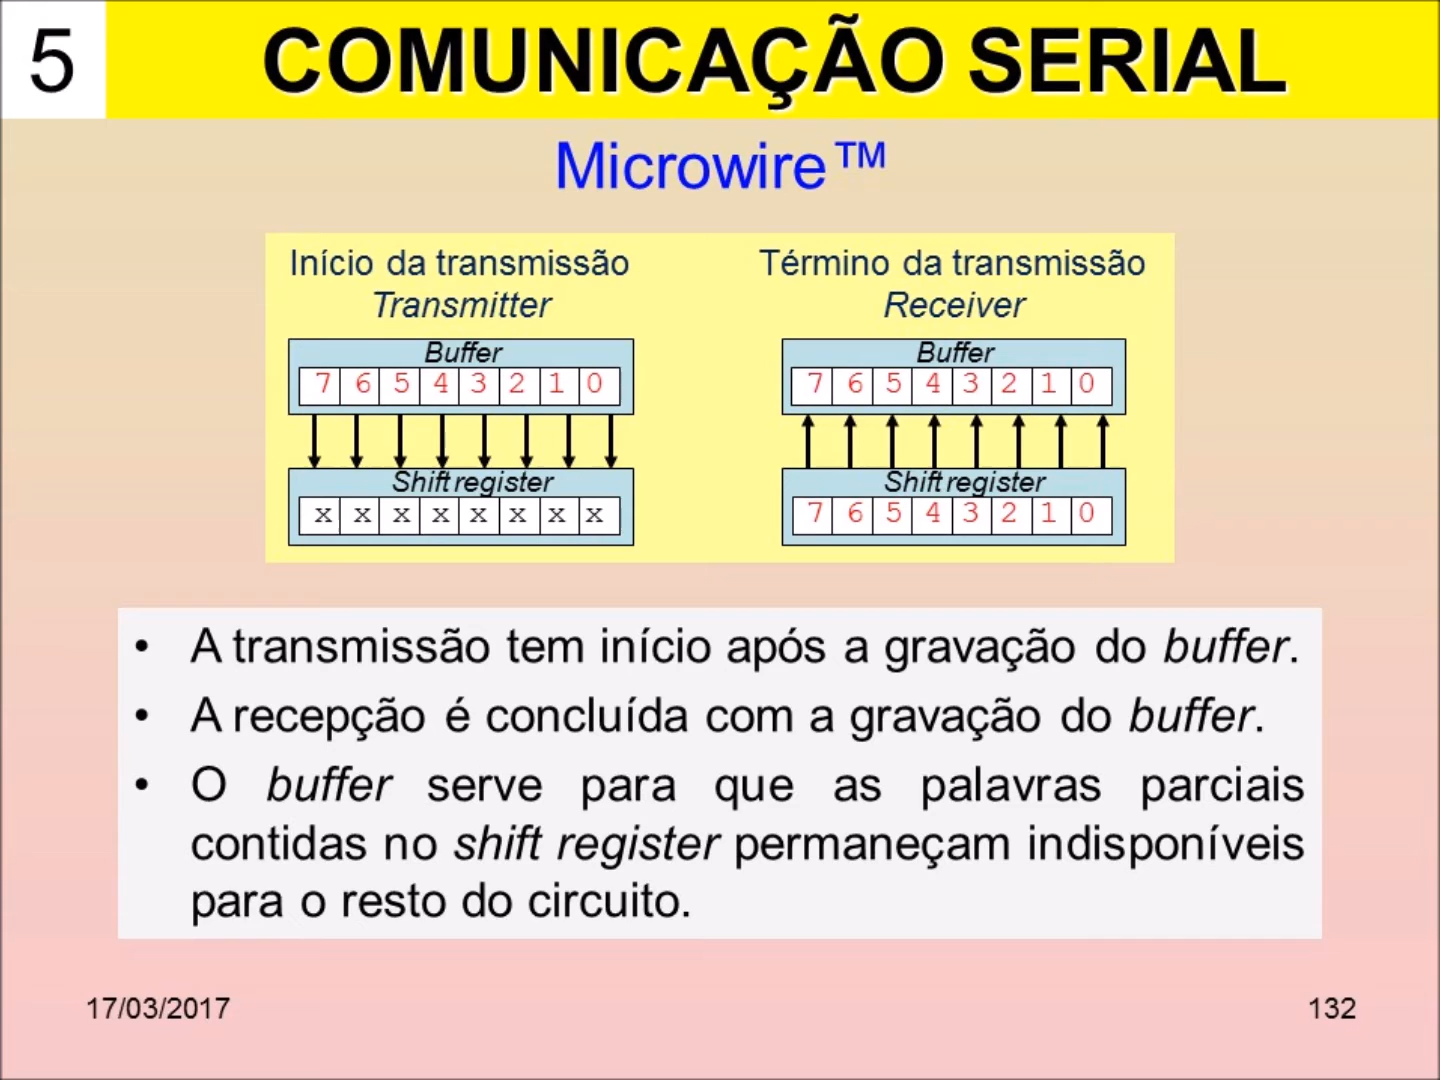 5
COMUNICAÇÃO SERIAL
Microwire™
Início da transmissão
Transmitter
Buffer
7 6 5 4 3 2 1 0
Shift register
x x x x x x x x
Término da transmissão
Receiver
Buffer
7 6 5 4 3 2 1 0
Shift register
7 6 5 4 3 2 1 0
• A transmissão tem início após a gravação do buffer.
• A recepção é concluída com a gravação do buffer.
• O buffer serve para que as palavras parciais
contidas no shift register permaneçam indisponíveis
para o resto do circuito.
17/03/2017
132